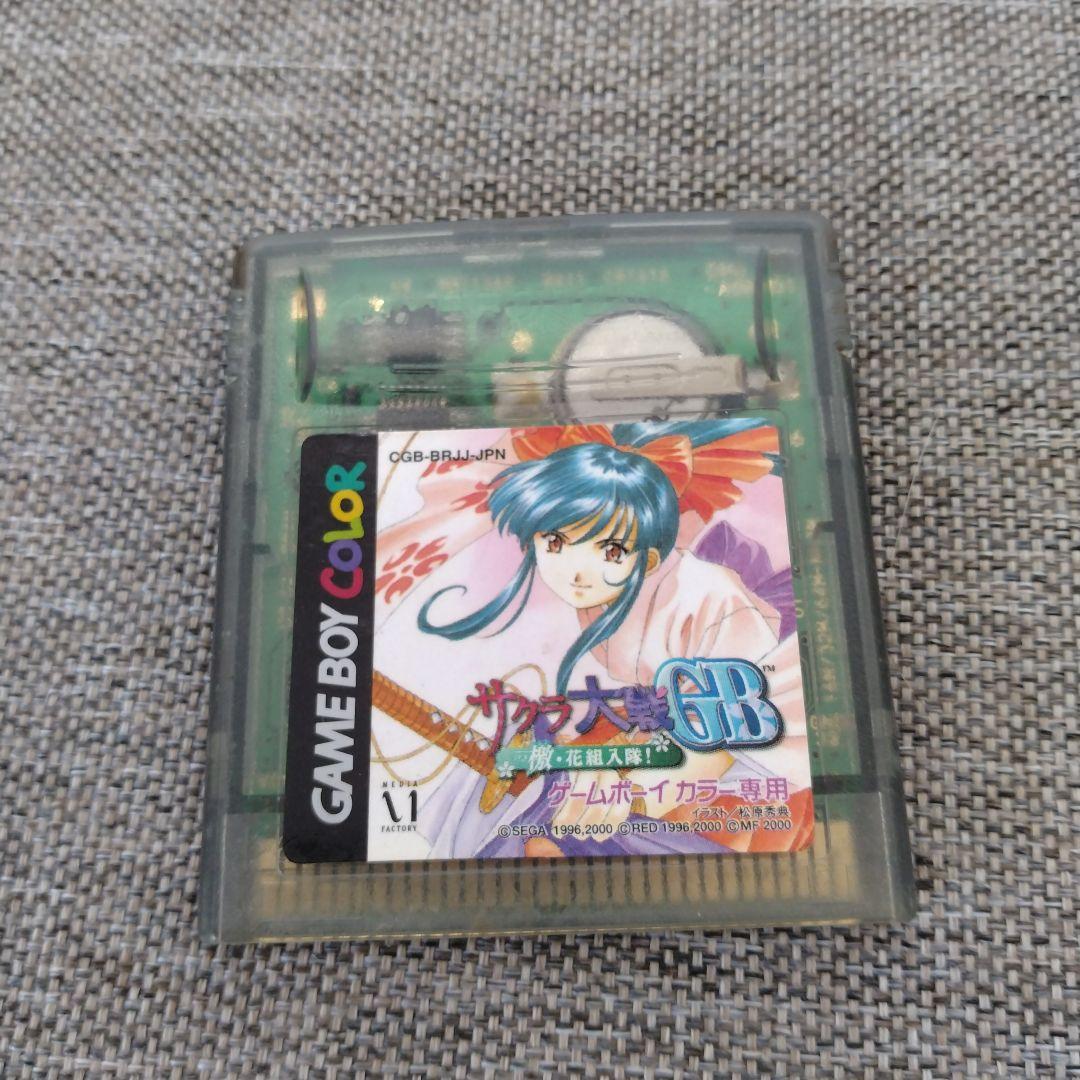 GAME BOY COLOR
CGB-BRJJ-JPN
サクラ大戦GB™
檄・花組入隊!
ゲームボーイ カラー専用
イラスト/松原秀典
MEDIA
FACTORY
©SEGA 1996,2000 ©RED 1996,2000 ©MF 2000